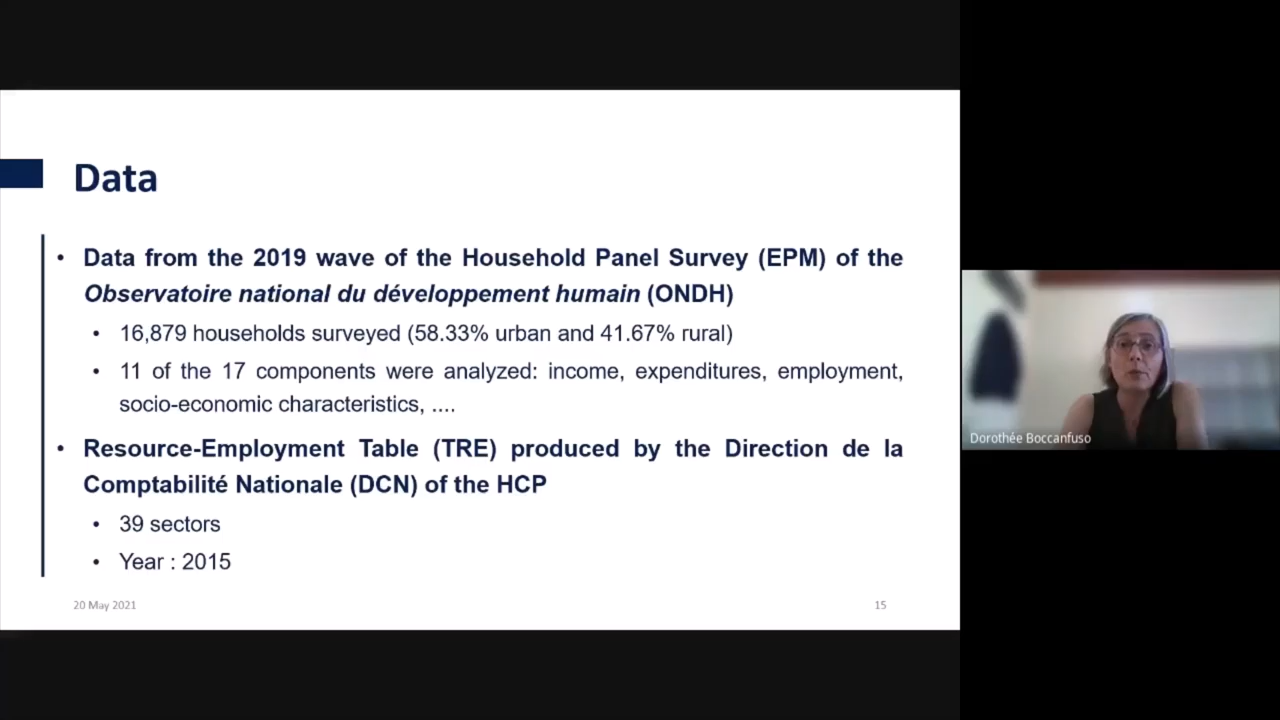 Data
• Data from the 2019 wave of the Household Panel Survey (EPM) of the
Observatoire national du développement humain (ONDH)
• 16,879 households surveyed (58.33% urban and 41.67% rural)
• 11 of the 17 components were analyzed: income, expenditures, employment,
socio-economic characteristics, ....
• Resource-Employment Table (TRE) produced by the Direction de la
Comptabilité Nationale (DCN) of the HCP
• 39 sectors
• Year : 2015
20 May 2021
15
Dorothée Boccanfuso